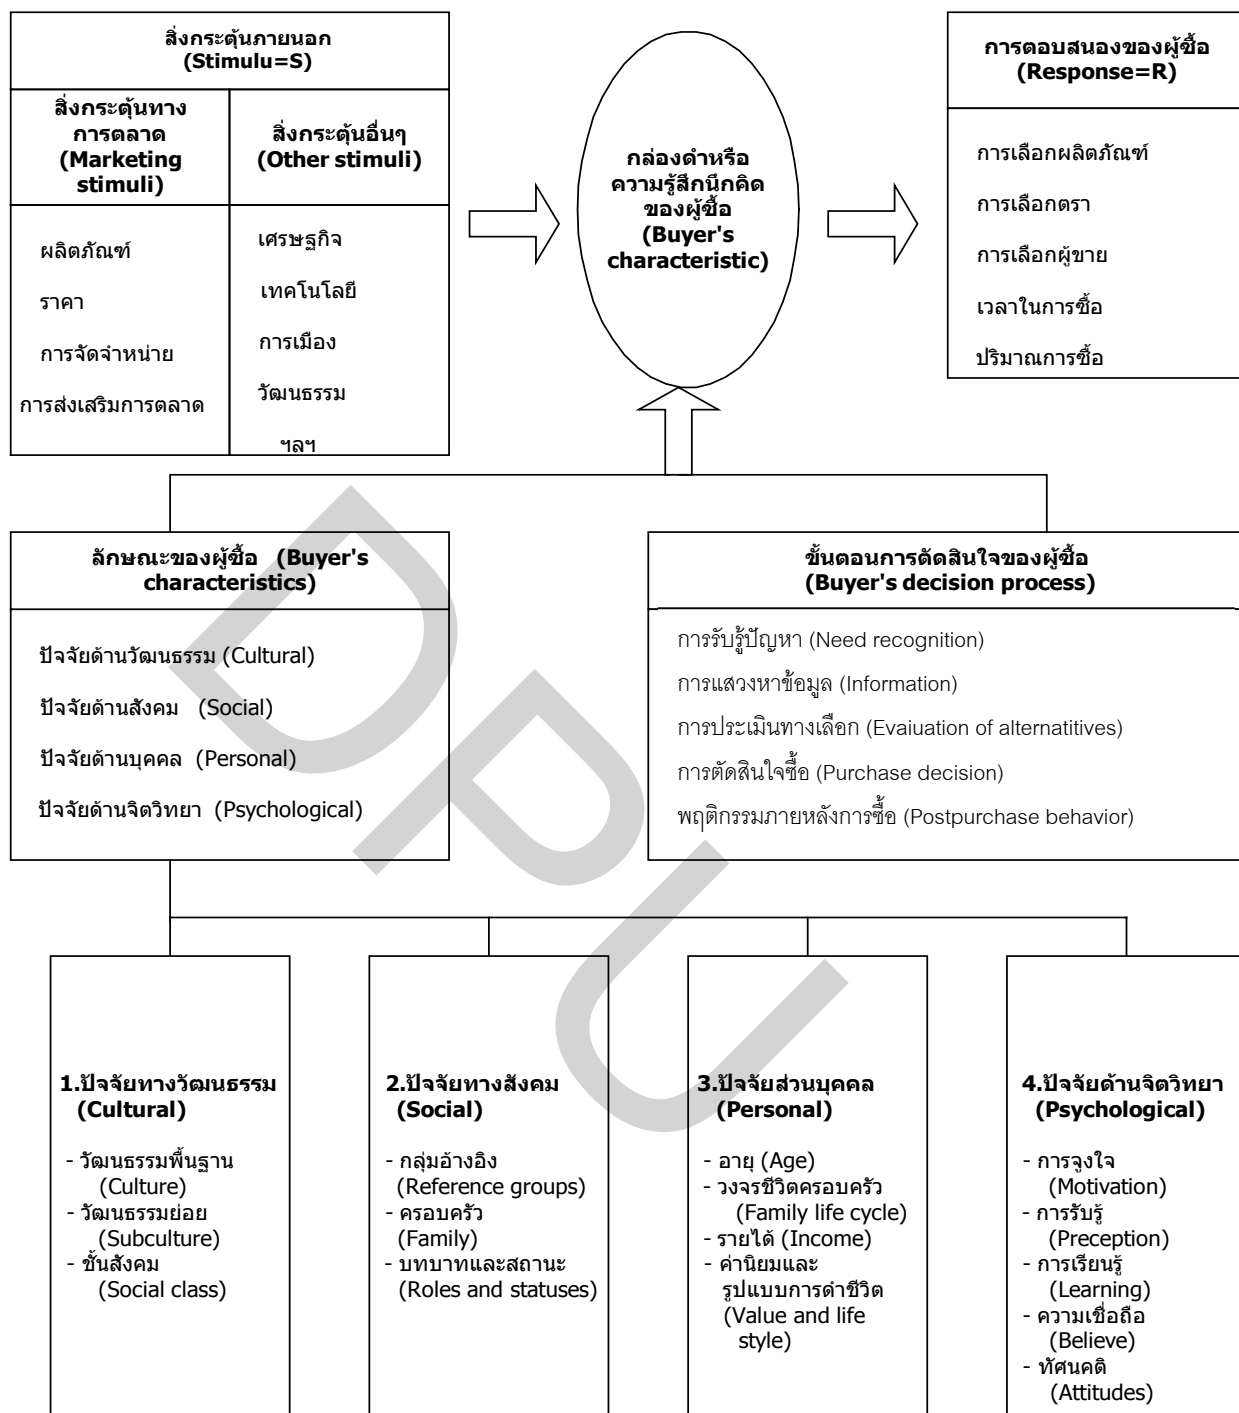 สิ่งกระตุ้นภายนอก
(Stimulu=S)
สิ่งกระตุ้นทาง
การตลาด
(Marketing
stimuli)
สิ่งกระตุ้นอื่นๆ
(Other stimuli)
ผลิตภัณฑ์
ราคา
การจัดจำหน่าย
การส่งเสริมการตลาด
เศรษฐกิจ
เทคโนโลยี
การเมือง
วัฒนธรรม
ฯลฯ
กล่องดำหรือ
ความรู้สึกนึกคิด
ของผู้ซื้อ
(Buyer's
characteristic)
การตอบสนองของผู้ซื้อ
(Response=R)
การเลือกผลิตภัณฑ์
การเลือกตรา
การเลือกผู้ขาย
เวลาในการซื้อ
ปริมาณการซื้อ
ลักษณะของผู้ซื้อ (Buyer's
characteristics)
ปัจจัยด้านวัฒนธรรม (Cultural)
ปัจจัยด้านสังคม (Social)
ปัจจัยด้านบุคคล (Personal)
ปัจจัยด้านจิตวิทยา (Psychological)
ขั้นตอนการตัดสินใจของผู้ซื้อ
(Buyer's decision process)
การรับรู้ปัญหา (Need recognition)
การแสวงหาข้อมูล (Information)
การประเมินทางเลือก (Evaiuation of alternatitives)
การตัดสินใจซื้อ (Purchase decision)
พฤติกรรมภายหลังการซื้อ (Postpurchase behavior)
1.ปัจจัยทางวัฒนธรรม
(Cultural)
- วัฒนธรรมพื้นฐาน
(Culture)
- วัฒนธรรมย่อย
(Subculture)
- ชั้นสังคม
(Social class)
2.ปัจจัยทางสังคม
(Social)
- กลุ่มอ้างอิง
(Reference groups)
- ครอบครัว
(Family)
- บทบาทและสถานะ
(Roles and statuses)
3.ปัจจัยส่วนบุคคล
(Personal)
- อายุ (Age)
- วงจรชีวิตครอบครัว
(Family life cycle)
- รายได้ (Income)
- ค่านิยมและ
รูปแบบการดำชีวิต
(Value and life
style)
4.ปัจจัยด้านจิตวิทยา
(Psychological)
- การจูงใจ
(Motivation)
- การรับรู้
(Preception)
- การเรียนรู้
(Learning)
- ความเชื่อถือ
(Believe)
- ทัศนคติ
(Attitudes)
DPU